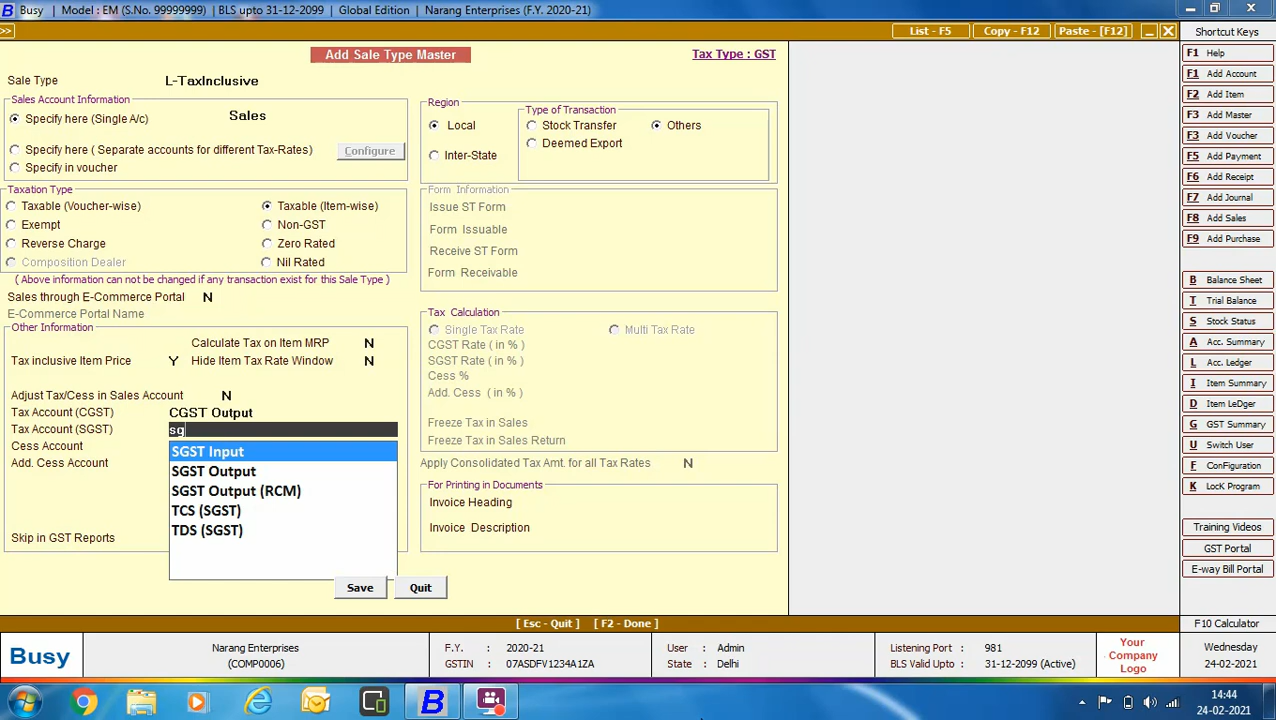 Busy | Model : EM (S.No. 99999999) | BLS upto 31-12-2099 | Global Edition | Narang Enterprises (F.Y. 2020-21)
>> List - F5 Copy - F12 Paste - [F12]
Add Sale Type Master Tax Type : GST
Sale Type L-TaxInclusive
Sales Account Information
Specify here (Single A/c) Sales
Specify here ( Separate accounts for different Tax-Rates) Configure
Specify in voucher
Region
Local
Inter-State
Type of Transaction
Stock Transfer Others
Deemed Export
Taxation Type
Taxable (Voucher-wise) Taxable (Item-wise)
Exempt Non-GST
Reverse Charge Zero Rated
Composition Dealer Nil Rated
( Above information can not be changed if any transaction exist for this Sale Type )
Form Information
Issue ST Form
Form Issuable
Receive ST Form
Form Receivable
Sales through E-Commerce Portal N
E-Commerce Portal Name
Other Information
Calculate Tax on Item MRP N
Tax inclusive Item Price Y Hide Item Tax Rate Window N
Adjust Tax/Cess in Sales Account N
Tax Account (CGST) CGST Output
Tax Account (SGST) sg
Cess Account
Add. Cess Account
SGST Input
SGST Output
SGST Output (RCM)
TCS (SGST)
TDS (SGST)
Skip in GST Reports
Tax Calculation
Single Tax Rate Multi Tax Rate
CGST Rate ( in % )
SGST Rate ( in % )
Cess %
Add. Cess ( in % )
Freeze Tax in Sales
Freeze Tax in Sales Return
Apply Consolidated Tax Amt. for all Tax Rates N
For Printing in Documents
Invoice Heading
Invoice Description
Save Quit
[ Esc - Quit ] [ F2 - Done ]
Shortcut Keys
F1 Help
F1 Add Account
F2 Add Item
F3 Add Master
F3 Add Voucher
F5 Add Payment
F6 Add Receipt
F7 Add Journal
F8 Add Sales
F9 Add Purchase
B Balance Sheet
T Trial Balance
S Stock Status
A Acc. Summary
L Acc. Ledger
I Item Summary
D Item LeDger
G GST Summary
U Switch User
F ConFiguration
K LocK Program
Training Videos
GST Portal
E-way Bill Portal
F10 Calculator
Busy
Narang Enterprises
(COMP0006)
F.Y. : 2020-21
GSTIN : 07ASDFV1234A1ZA
User : Admin
State : Delhi
Listening Port : 981
BLS Valid Upto : 31-12-2099 (Active)
Your
Company
Logo
Wednesday
24-02-2021
14:44
24-02-2021